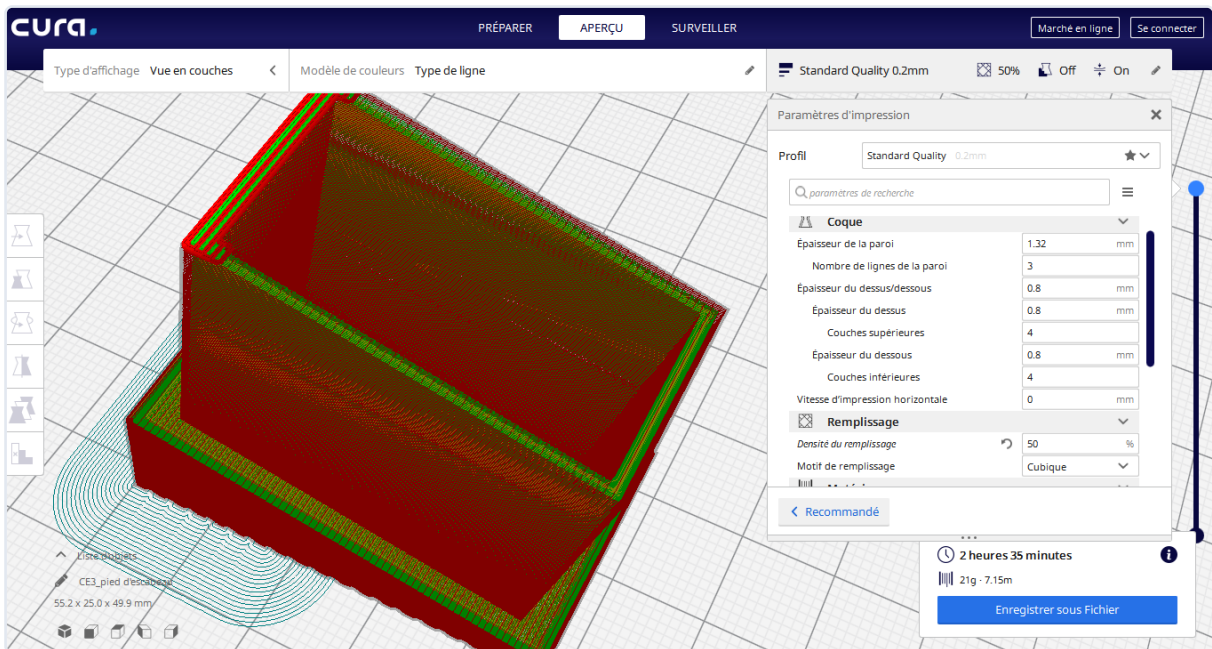 cura.
PRÉPARER APERÇU SURVEILLER Marché en ligne Se connecter
Type d'affichage Vue en couches Modèle de couleurs Type de ligne Standard Quality 0.2mm 50% Off On
Paramètres d'impression
Profil Standard Quality 0.2mm
paramètres de recherche
Coque
Épaisseur de la paroi 1.32 mm
Nombre de lignes de la paroi 3
Épaisseur du dessus/dessous 0.8 mm
Épaisseur du dessus 0.8 mm
Couches supérieures 4
Épaisseur du dessous 0.8 mm
Couches inférieures 4
Vitesse d'impression horizontale 0 mm
Remplissage
Densité du remplissage 50 %
Motif de remplissage Cubique
Recommandé
Liste d'objets
CE3_pied d'escabeau
55.2 x 25.0 x 49.9 mm
2 heures 35 minutes
21g · 7.15m
Enregistrer sous Fichier